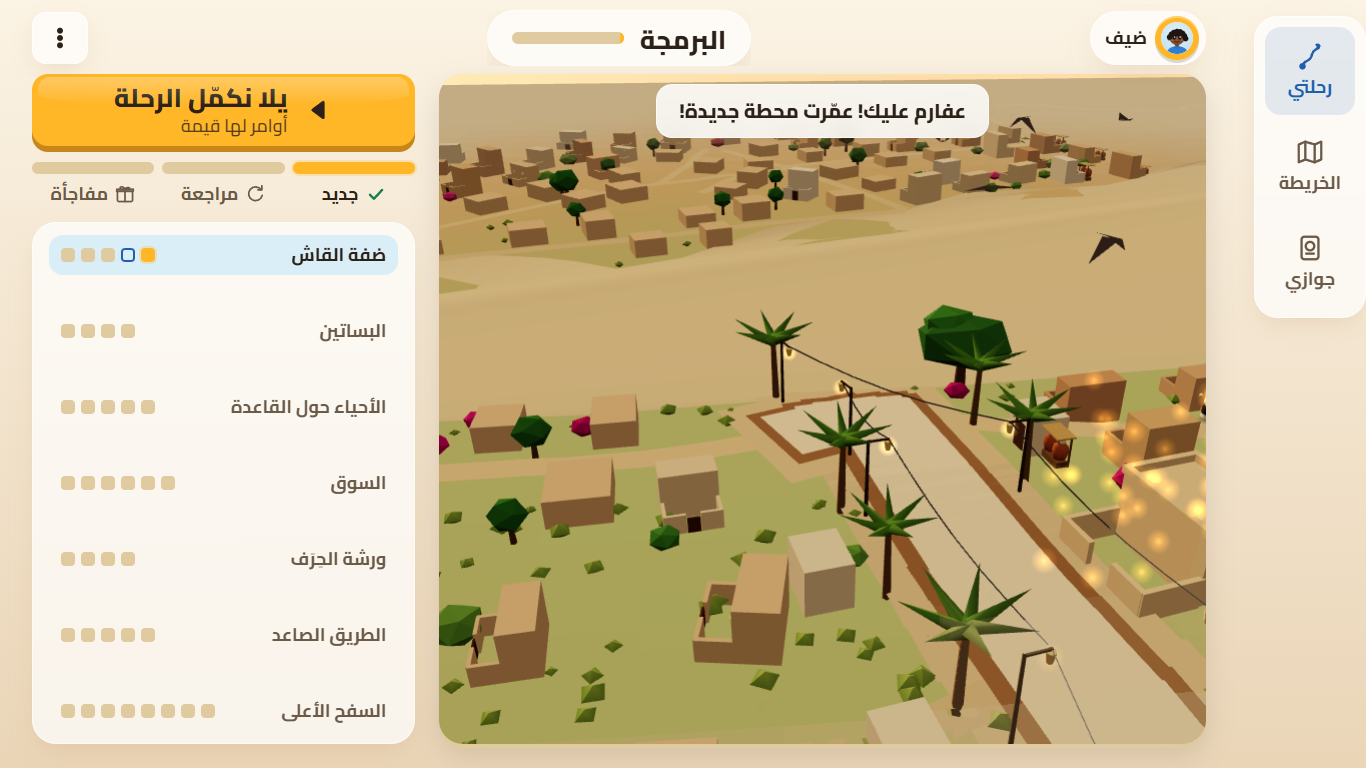 رحلتي
الخريطة
جوازي
ضيف
البرمجة
عفارم عليك! عمّرت محطة جديدة!
يلا نكمّل الرحلة
أوامر لها قيمة
جديد
مراجعة
مفاجأة
ضفة القاش
البساتين
الأحياء حول القاعدة
السوق
ورشة الحِرَف
الطريق الصاعد
السفح الأعلى